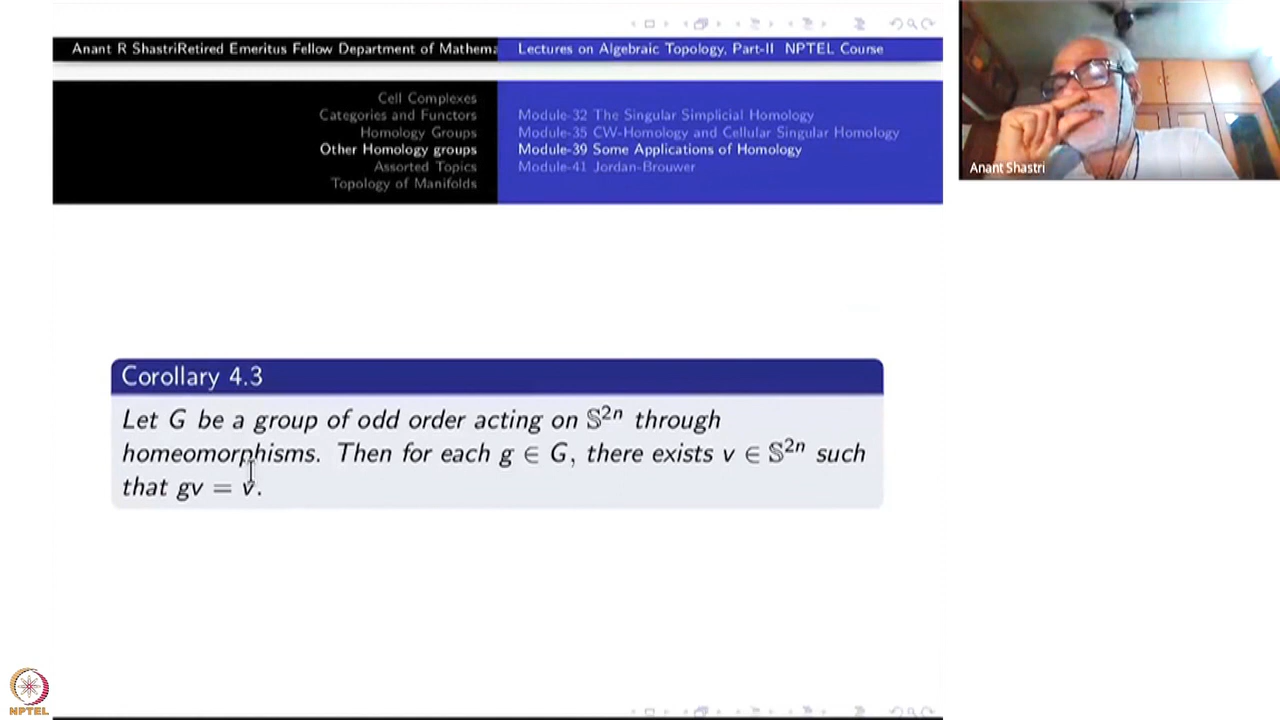 Anant R ShastriRetired Emeritus Fellow Department of Mathema
Lectures on Algebraic Topology, Part-II NPTEL Course
Cell Complexes
Categories and Functors
Homology Groups
Other Homology groups
Assorted Topics
Topology of Manifolds
Module-32 The Singular Simplicial Homology
Module-35 CW-Homology and Cellular Singular Homology
Module-39 Some Applications of Homology
Module-41 Jordan-Brouwer
Anant Shastri
Corollary 4.3
Let G be a group of odd order acting on 𝕊²ⁿ through
homeomorphisms. Then for each g ∈ G, there exists v ∈ 𝕊²ⁿ such
that gv = v.
NPTEL